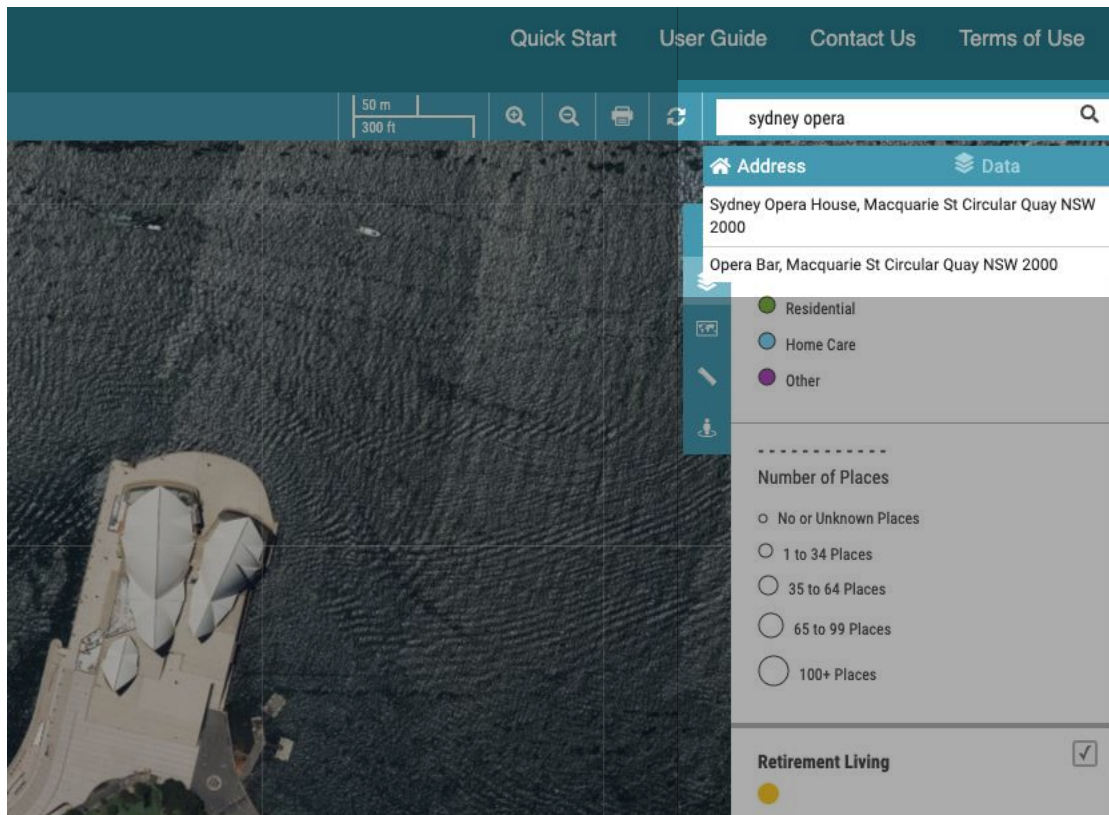 Quick Start User Guide Contact Us Terms of Use
50 m
300 ft
sydney opera
Address Data
Sydney Opera House, Macquarie St Circular Quay NSW
2000
Opera Bar, Macquarie St Circular Quay NSW 2000
Residential
Home Care
Other
Number of Places
No or Unknown Places
1 to 34 Places
35 to 64 Places
65 to 99 Places
100+ Places
Retirement Living